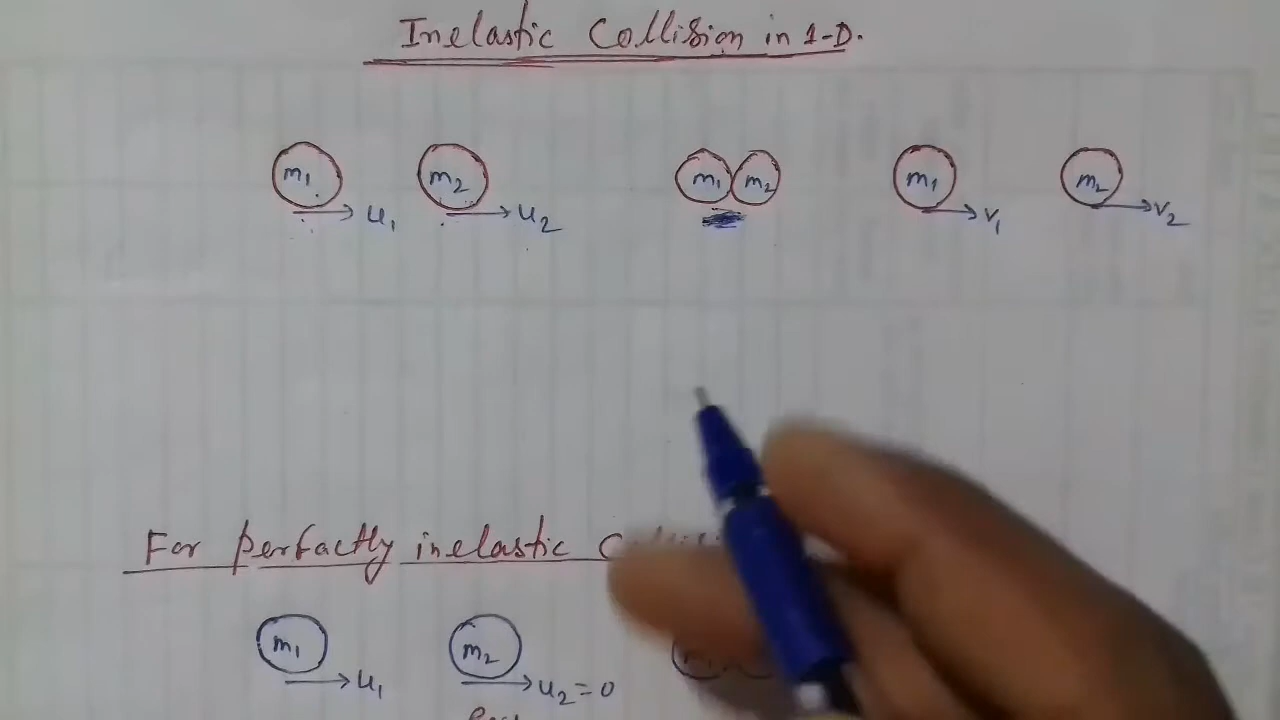 Inelastic Collision in 1-D.
m1 m2 m1 m2 m1 m2
u1 u2 v1 v2
For perfactly inelastic
m1 m2
u1 u2 = 0